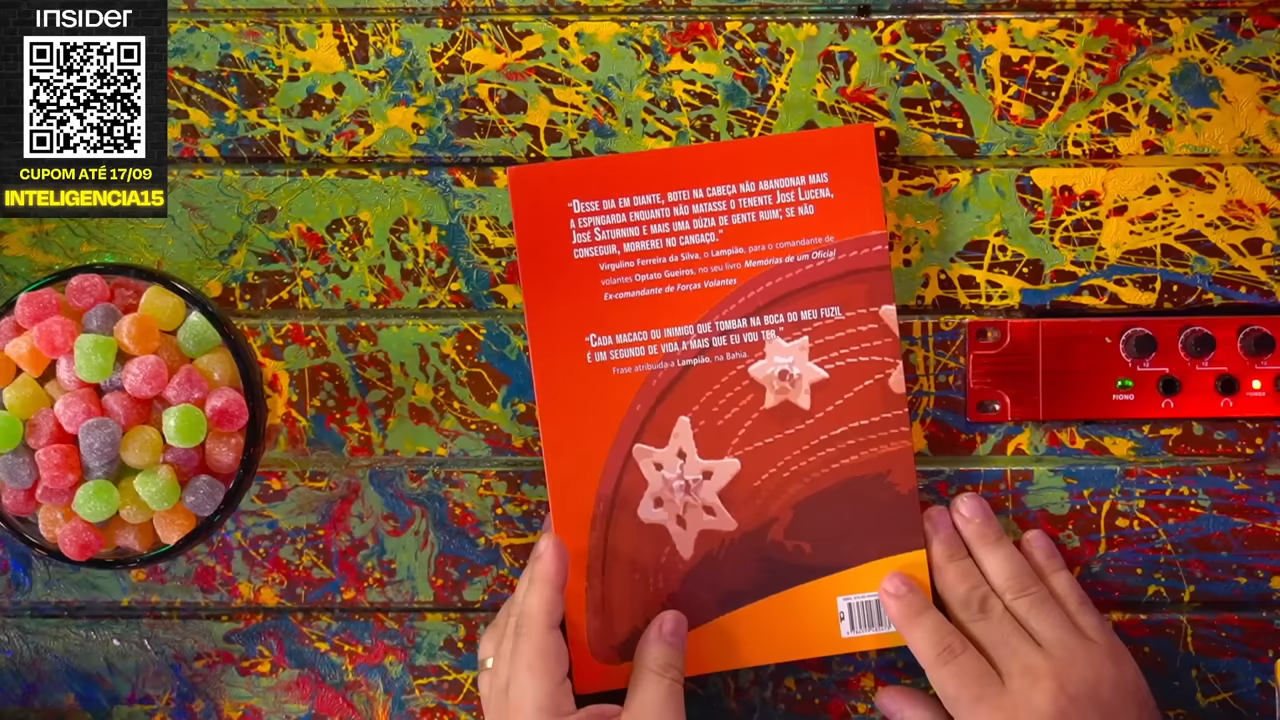 INSIDER
CUPOM ATÉ 17/09
INTELIGENCIA15
“DESSE DIA EM DIANTE, BOTEI NA CABEÇA NÃO ABANDONAR MAIS
A ESPINGARDA ENQUANTO NÃO MATASSE O TENENTE JOSÉ LUCENA,
JOSÉ SATURNINO E MAIS UMA DÚZIA DE GENTE RUIM; SE NÃO
CONSEGUIR, MORREREI NO CANGAÇO.”
Virgulino Ferreira da Silva, o Lampião, para o comandante de
volantes Optato Gueiros, no seu livro Memórias de um Oficial
Ex-comandante de Forças Volantes
“CADA MACACO OU INIMIGO QUE TOMBAR NA BOCA DO MEU FUZIL
É UM SEGUNDO DE VIDA A MAIS QUE EU VOU TER.”
Frase atribuída a Lampião, na Bahia.
POWER